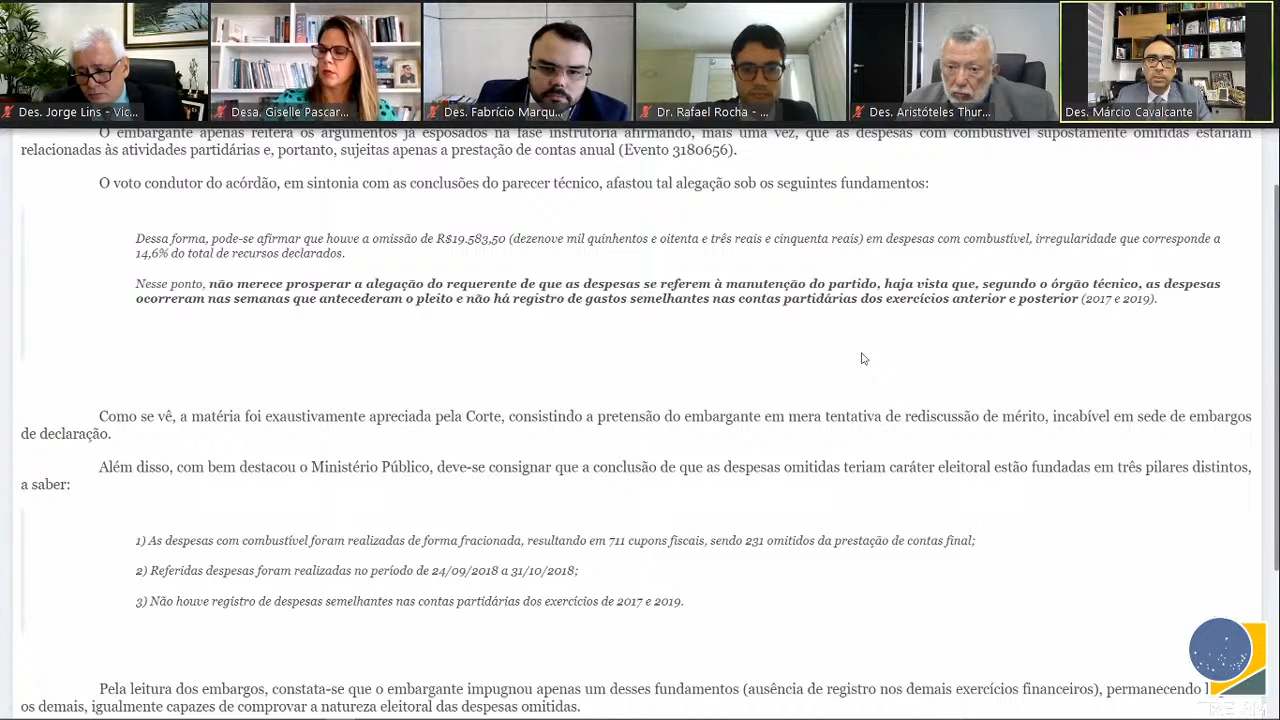 Des. Jorge Lins - Vic...
Desa. Giselle Pascar...
Des. Fabrício Marqu...
Dr. Rafael Rocha - ...
Des. Aristóteles Thur...
Des. Márcio Cavalcante
O embargante apenas reitera os argumentos já esposados na fase instrutória afirmando, mais uma vez, que as despesas com combustível supostamente omitidas estariam
relacionadas às atividades partidárias e, portanto, sujeitas apenas a prestação de contas anual (Evento 3180656).
O voto condutor do acórdão, em sintonia com as conclusões do parecer técnico, afastou tal alegação sob os seguintes fundamentos:
Dessa forma, pode-se afirmar que houve a omissão de R$19.583,50 (dezenove mil quinhentos e oitenta e três reais e cinquenta reais) em despesas com combustível, irregularidade que corresponde a
14,6% do total de recursos declarados.
Nesse ponto, não merece prosperar a alegação do requerente de que as despesas se referem à manutenção do partido, haja vista que, segundo o órgão técnico, as despesas
ocorreram nas semanas que antecederam o pleito e não há registro de gastos semelhantes nas contas partidárias dos exercícios anterior e posterior (2017 e 2019).
Como se vê, a matéria foi exaustivamente apreciada pela Corte, consistindo a pretensão do embargante em mera tentativa de rediscussão de mérito, incabível em sede de embargos
de declaração.
Além disso, com bem destacou o Ministério Público, deve-se consignar que a conclusão de que as despesas omitidas teriam caráter eleitoral estão fundadas em três pilares distintos,
a saber:
1) As despesas com combustível foram realizadas de forma fracionada, resultando em 711 cupons fiscais, sendo 231 omitidos da prestação de contas final;
2) Referidas despesas foram realizadas no período de 24/09/2018 a 31/10/2018;
3) Não houve registro de despesas semelhantes nas contas partidárias dos exercícios de 2017 e 2019.
Pela leitura dos embargos, constata-se que o embargante impugnou apenas um desses fundamentos (ausência de registro nos demais exercícios financeiros), permanecendo
os demais, igualmente capazes de comprovar a natureza eleitoral das despesas omitidas.
TRE-AM